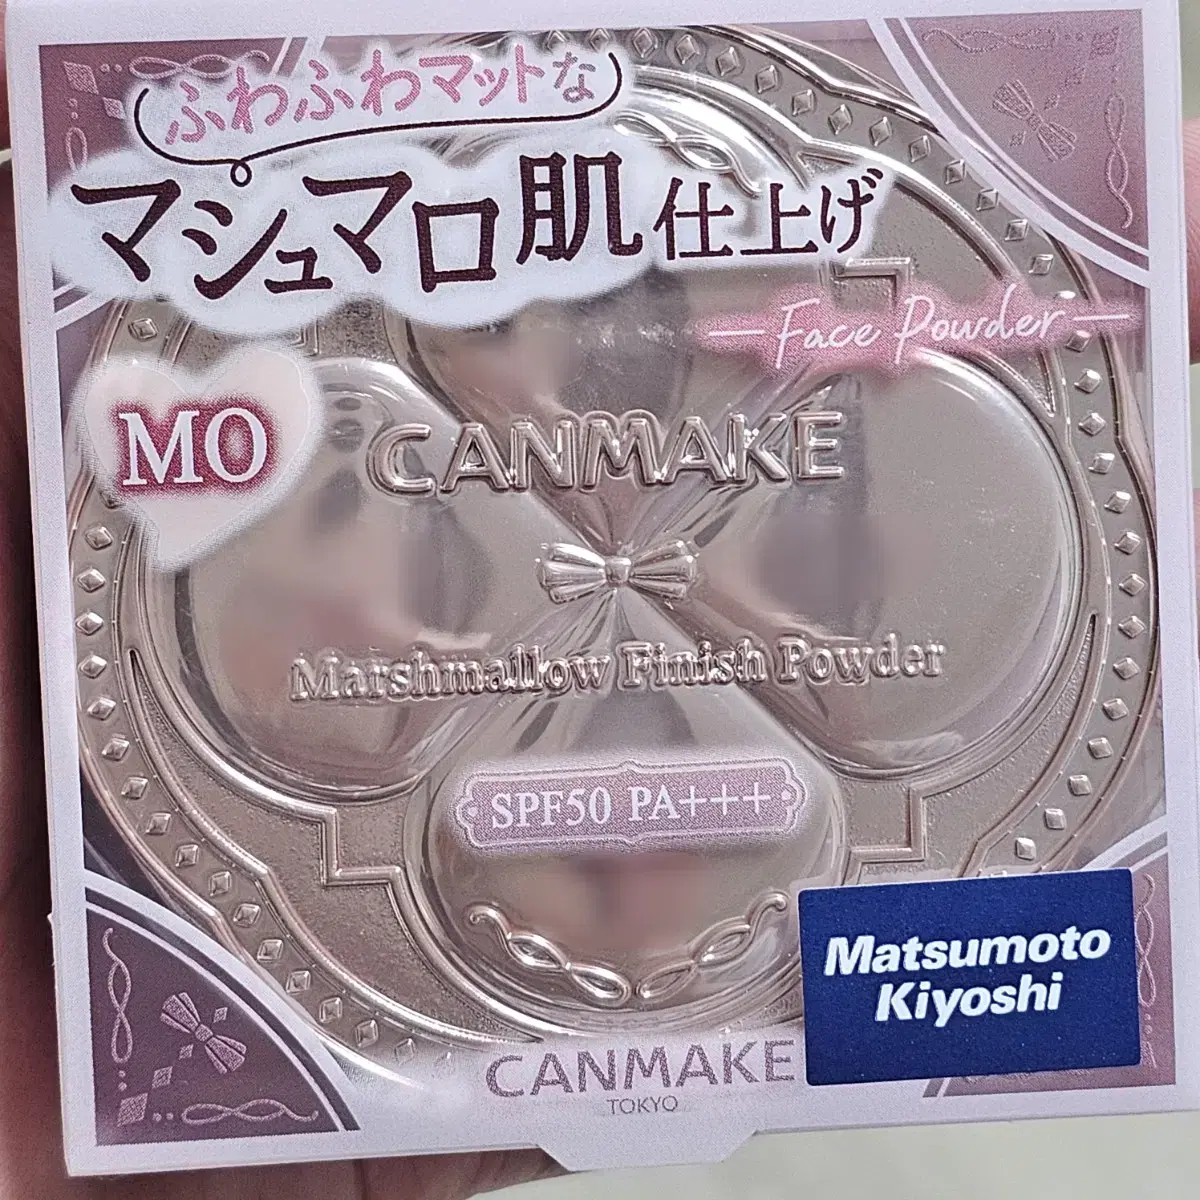 ふわふわマットな
マシュマロ肌仕上げ
Face Powder
MO
CANMAKE
Marshmallow Finish Powder
SPF50 PA+++
Matsumoto
Kiyoshi
CANMAKE
TOKYO